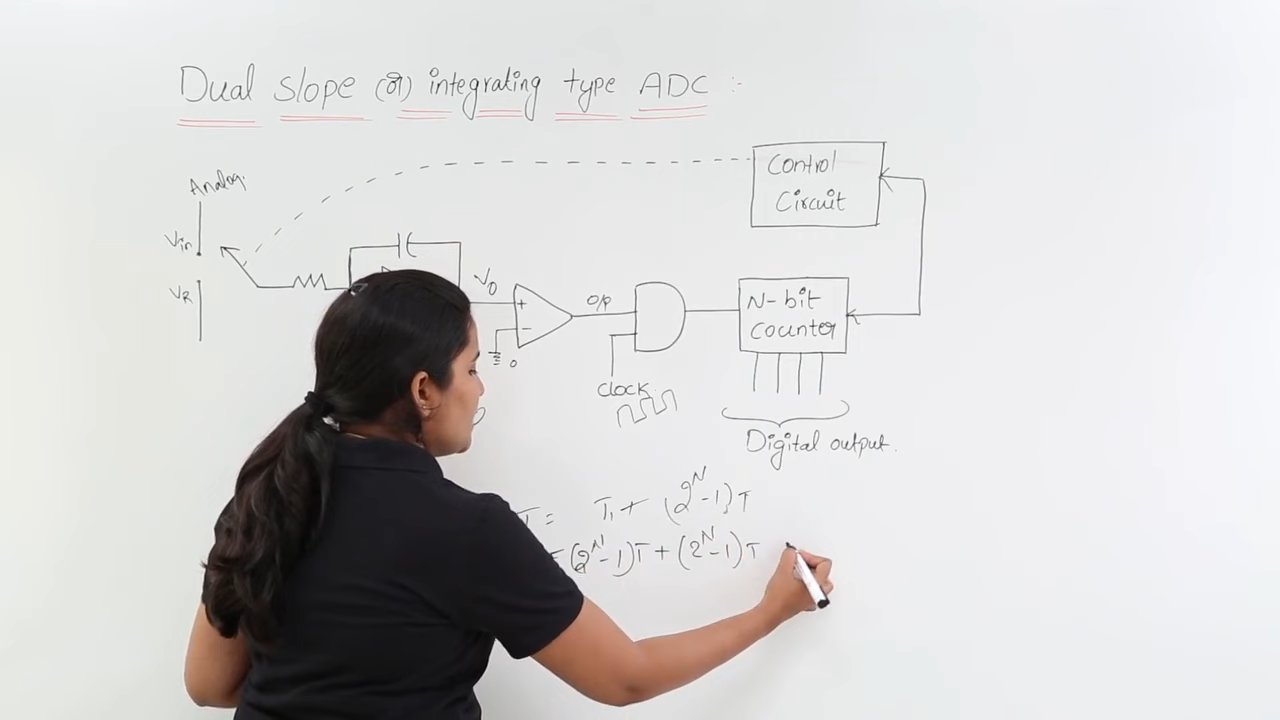 Dual slope (or) integrating type ADC :-
Analog.
Vin
VR
V0
+
-
0
O/P
clock
Control
Circuit
N-bit
Counter
Digital output.
T = T1 + (2^N-1)T
= (2^N-1)T + (2^N-1)T